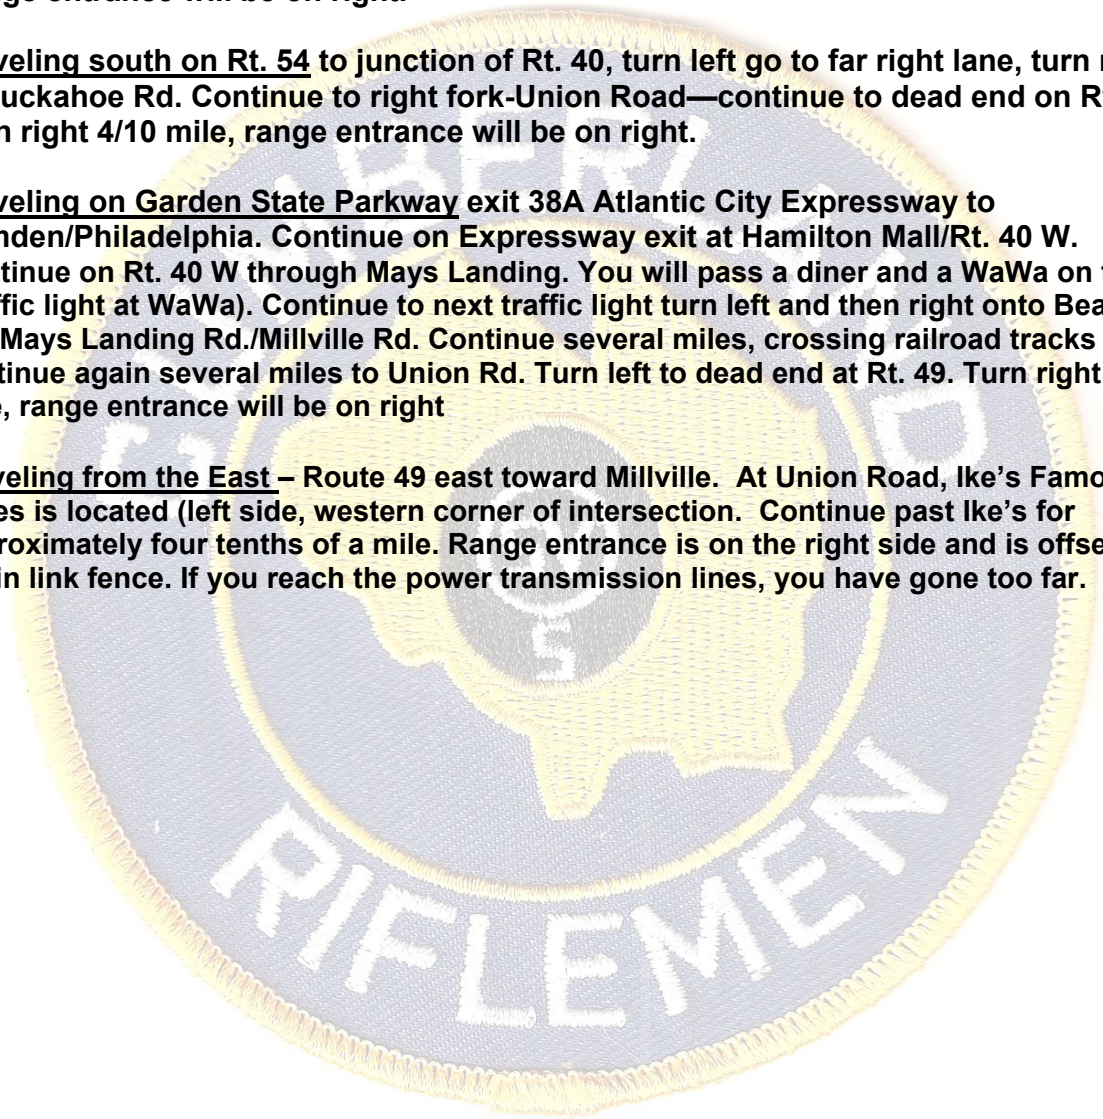 entrance will be on right.
veling south on Rt. 54 to junction of Rt. 40, turn left go to far right lane, turn r
uckahoe Rd. Continue to right fork-Union Road—continue to dead end on R
n right 4/10 mile, range entrance will be on right.
veling on Garden State Parkway exit 38A Atlantic City Expressway to
nden/Philadelphia. Continue on Expressway exit at Hamilton Mall/Rt. 40 W.
tinue on Rt. 40 W through Mays Landing. You will pass a diner and a WaWa on
ffic light at WaWa). Continue to next traffic light turn left and then right onto Bea
Mays Landing Rd./Millville Rd. Continue several miles, crossing railroad tracks
tinue again several miles to Union Rd. Turn left to dead end at Rt. 49. Turn right
e, range entrance will be on right
veling from the East – Route 49 east toward Millville. At Union Road, Ike's Famo
es is located (left side, western corner of intersection. Continue past Ike's for
roximately four tenths of a mile. Range entrance is on the right side and is offse
in link fence. If you reach the power transmission lines, you have gone too far.
CUMBERLAND
S
RIFLEMEN